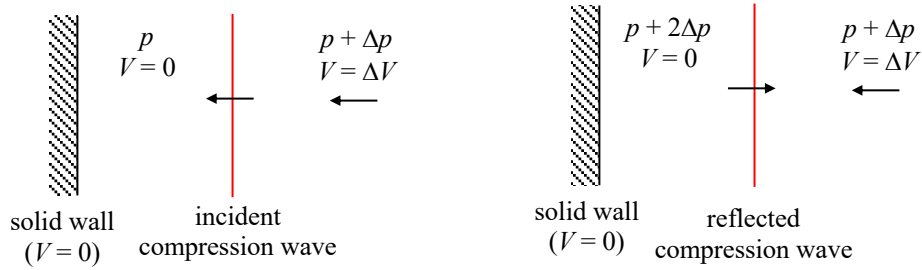 p
V = 0
p + Δp
V = ΔV
solid wall
(V = 0)
incident
compression wave
p + 2Δp
V = 0
p + Δp
V = ΔV
solid wall
(V = 0)
reflected
compression wave